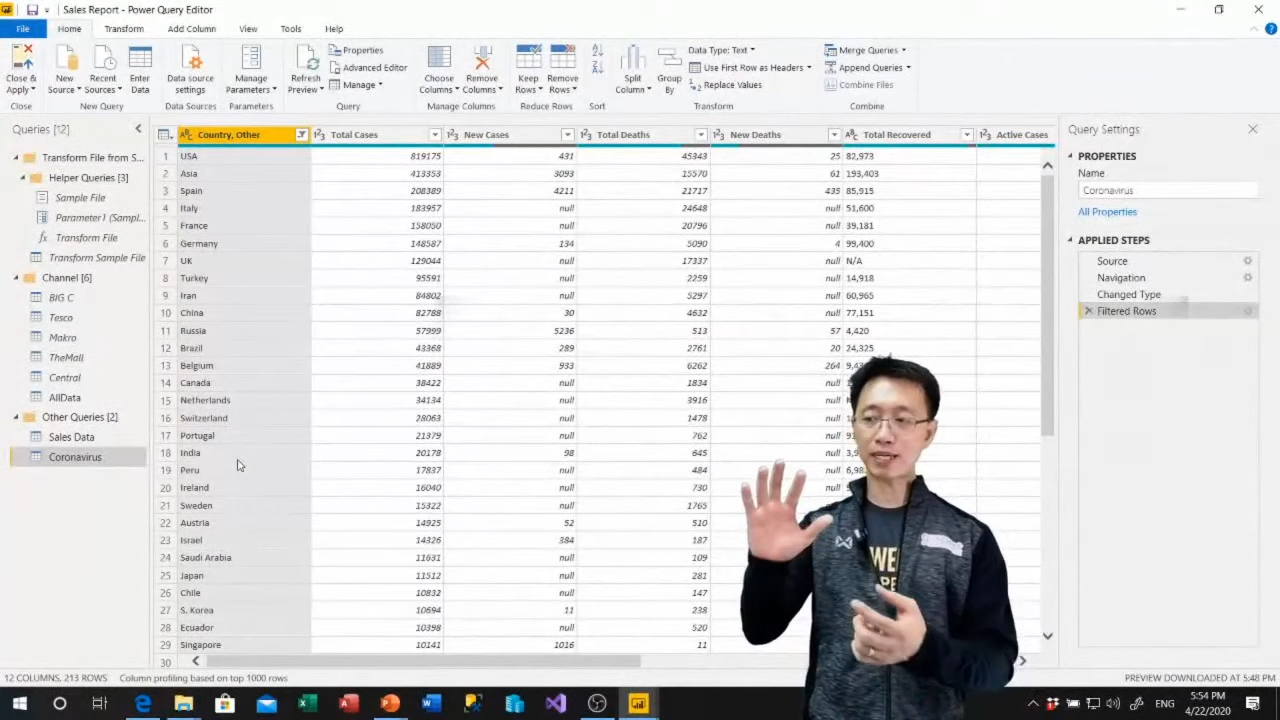 Sales Report - Power Query Editor
File Home Transform Add Column View Tools Help
Close & Apply New Source Recent Sources Enter Data Data source settings Manage Parameters Refresh Preview Properties Advanced Editor Manage Choose Columns Remove Columns Keep Rows Remove Rows Split Column Group By Data Type: Text Use First Row as Headers Replace Values Merge Queries Append Queries Combine Files
Close New Query Data Sources Parameters Query Manage Columns Reduce Rows Sort Transform Combine
Queries [12]
Transform File from S...
Helper Queries [3]
Sample File
Parameter1 (Sampl...
fx Transform File
Transform Sample File
Channel [6]
BIG C
Tesco
Makro
TheMall
Central
AllData
Other Queries [2]
Sales Data
Coronavirus
Country, Other Total Cases New Cases Total Deaths New Deaths Total Recovered Active Cases
1 USA 819175 431 45343 25 82,973
2 Asia 413353 3093 15570 61 193,403
3 Spain 208389 4211 21717 435 85,915
4 Italy 183957 null 24648 null 51,600
5 France 158050 null 20796 null 39,181
6 Germany 148587 134 5090 4 99,400
7 UK 129044 null 17337 null N/A
8 Turkey 95591 null 2259 null 14,918
9 Iran 84802 null 5297 null 60,965
10 China 82788 30 4632 null 77,151
11 Russia 57999 5236 513 57 4,420
12 Brazil 43368 289 2761 20 24,325
13 Belgium 41889 933 6262 264
14 Canada 38422 null 1834 null
15 Netherlands 34134 null 3916 null
16 Switzerland 28063 null 1478 null
17 Portugal 21379 null 762 null
18 India 20178 98 645 null
19 Peru 17837 null 484 null
20 Ireland 16040 null 730 null
21 Sweden 15322 null 1765
22 Austria 14925 52 510
23 Israel 14326 384 187
24 Saudi Arabia 11631 null 109
25 Japan 11512 null 281
26 Chile 10832 null 147
27 S. Korea 10694 11 238
28 Ecuador 10398 null 520
29 Singapore 10141 1016 11
30
Query Settings
PROPERTIES
Name
Coronavirus
All Properties
APPLIED STEPS
Source
Navigation
Changed Type
Filtered Rows
12 COLUMNS, 213 ROWS Column profiling based on top 1000 rows PREVIEW DOWNLOADED AT 5:48 PM
ENG
5:54 PM
4/22/2020